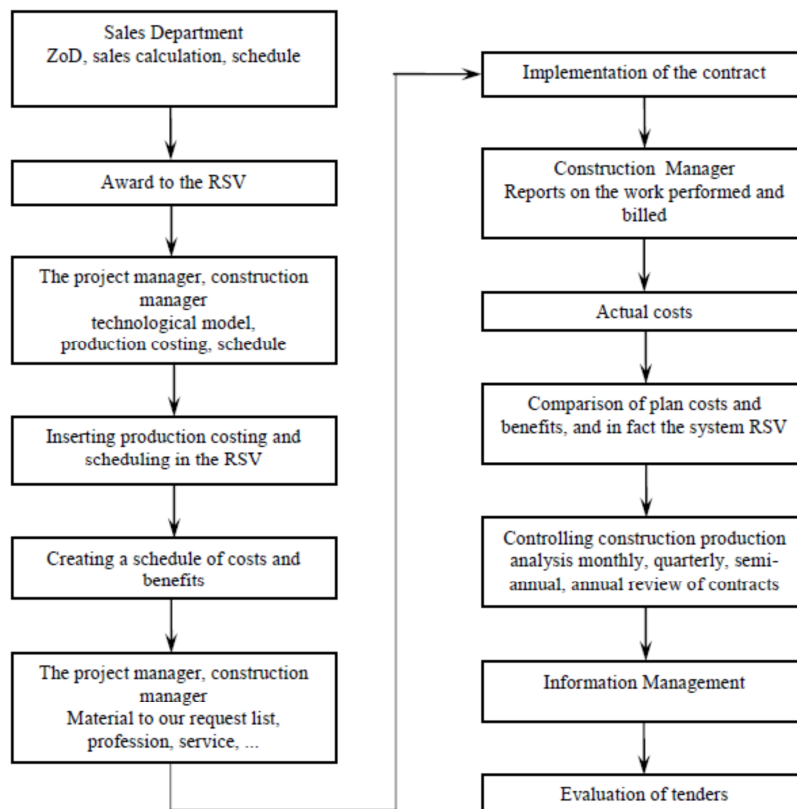 Sales Department
ZoD, sales calculation, schedule
Award to the RSV
The project manager, construction
manager
technological model,
production costing, schedule
Inserting production costing and
scheduling in the RSV
Creating a schedule of costs and
benefits
The project manager, construction
manager
Material to our request list,
profession, service, ...
Implementation of the contract
Construction Manager
Reports on the work performed and
billed
Actual costs
Comparison of plan costs and
benefits, and in fact the system RSV
Controlling construction production
analysis monthly, quarterly, semi-
annual, annual review of contracts
Information Management
Evaluation of tenders